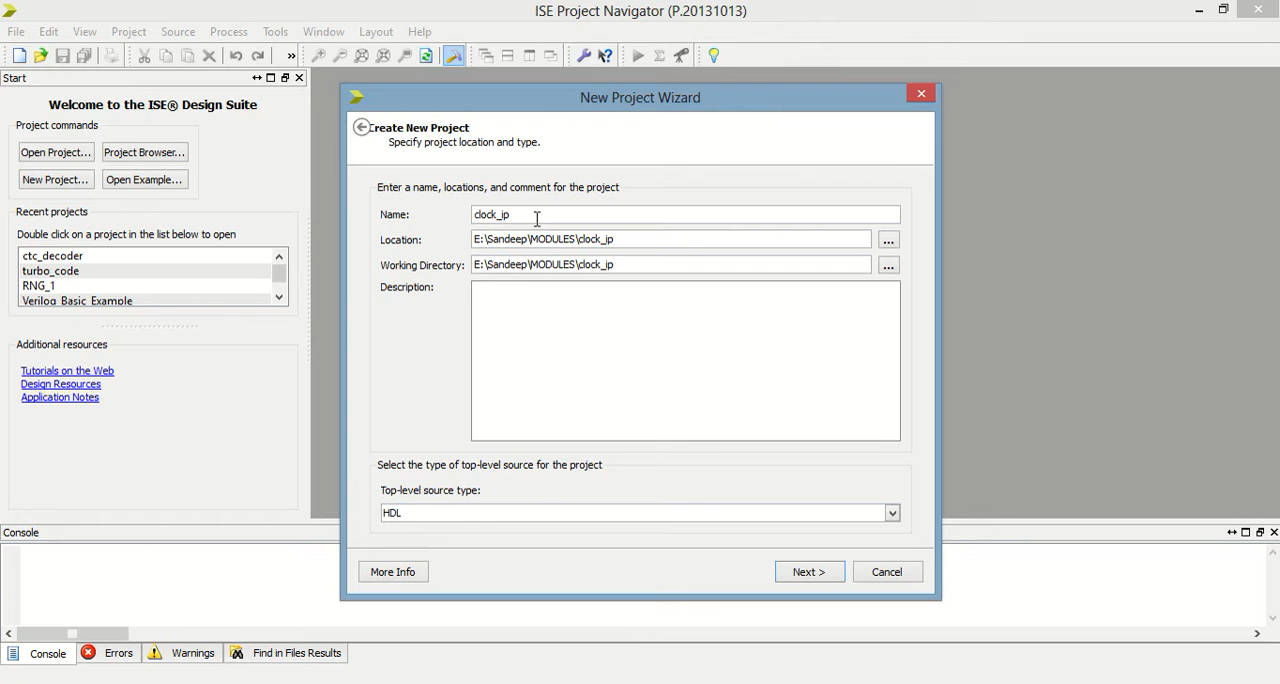 ISE Project Navigator (P.20131013)
File Edit View Project Source Process Tools Window Layout Help
Start
Welcome to the ISE® Design Suite
Project commands
Open Project... Project Browser...
New Project... Open Example...
Recent projects
Double click on a project in the list below to open
ctc_decoder
turbo_code
RNG_1
Verilog_Basic_Example
Additional resources
Tutorials on the Web
Design Resources
Application Notes
New Project Wizard
Create New Project
Specify project location and type.
Enter a name, locations, and comment for the project
Name: clock_ip
Location: E:\Sandeep\MODULES\clock_ip ...
Working Directory: E:\Sandeep\MODULES\clock_ip ...
Description:
Select the type of top-level source for the project
Top-level source type:
HDL
More Info Next > Cancel
Console
Console Errors Warnings Find in Files Results